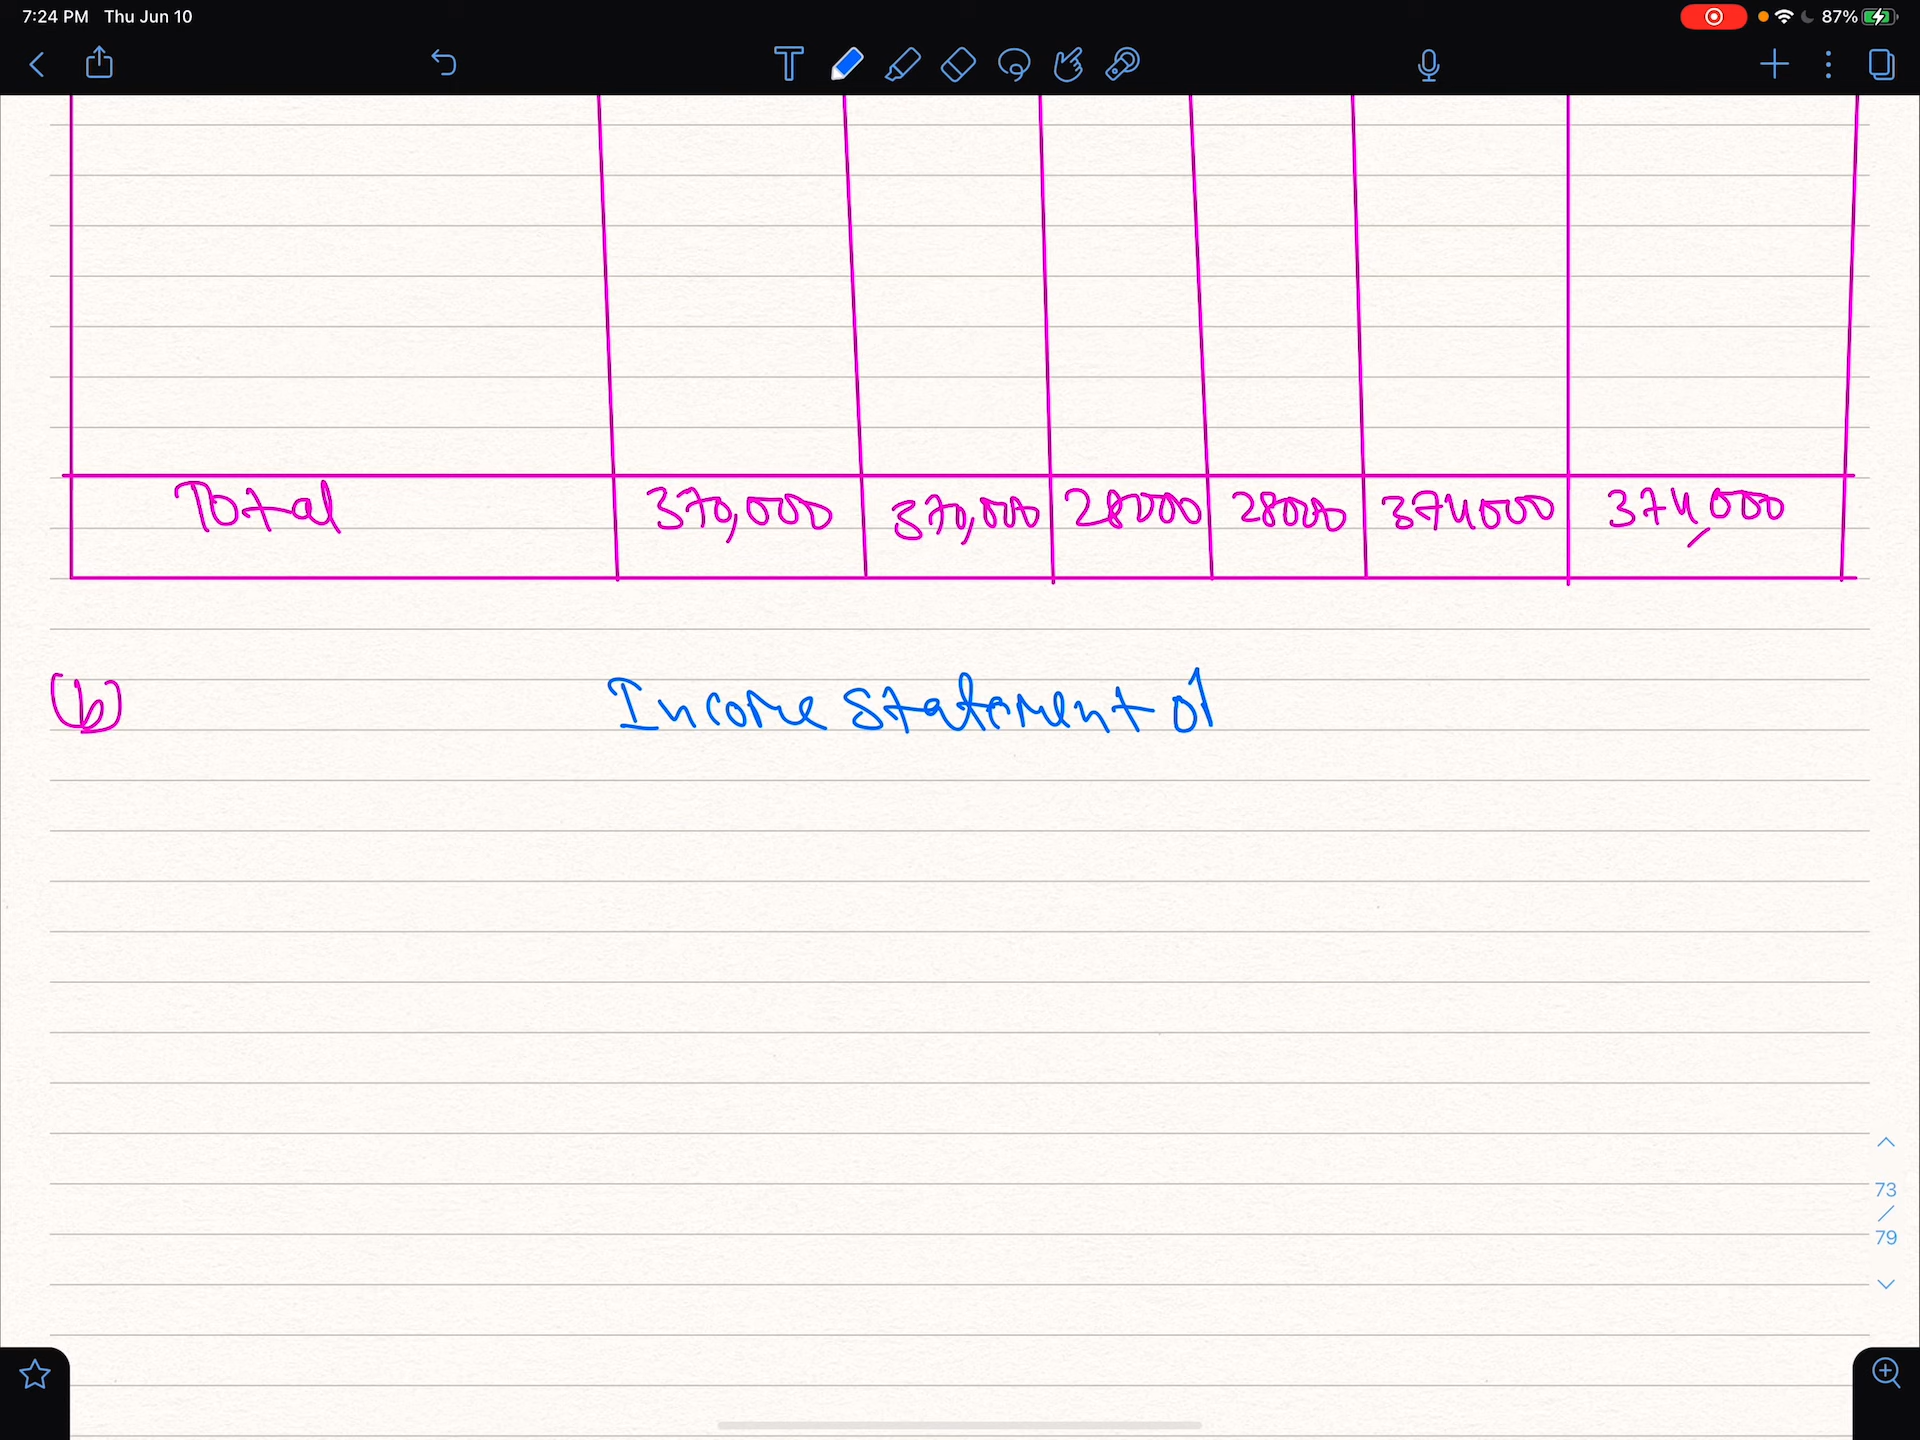 7:24 PM Thu Jun 10
87%
Total 370,000 370,000 28000 28000 374000 374,000
(b) Income statement of
73
/
79